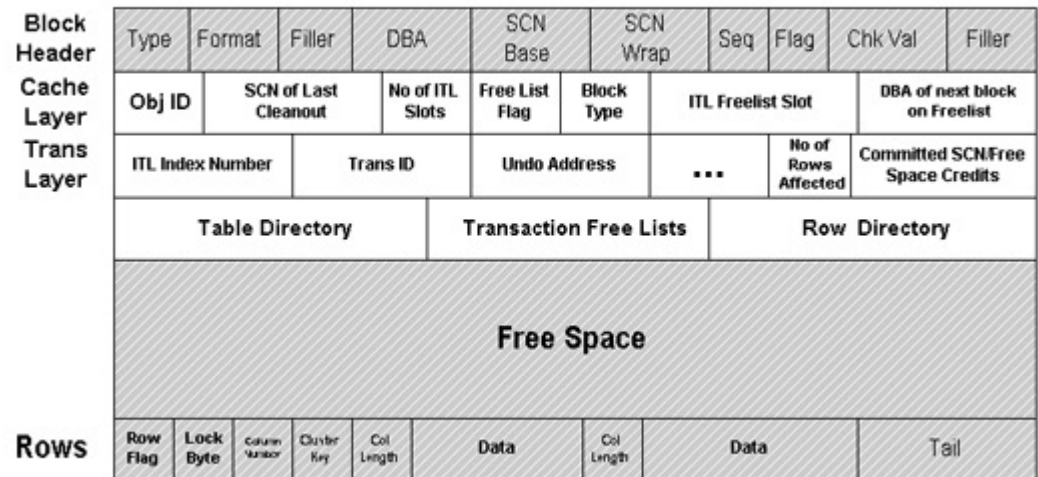 Block Header
Type Format Filler DBA SCN Base SCN Wrap Seq Flag Chk Val Filler
Cache Layer
Obj ID SCN of Last Cleanout No of ITL Slots Free List Flag Block Type ITL Freelist Slot DBA of next block on Freelist
Trans Layer
ITL Index Number Trans ID Undo Address ... No of Rows Affected Committed SCN/Free Space Credits
Table Directory Transaction Free Lists Row Directory
Free Space
Rows
Row Flag Lock Byte Column Number Cluster Key Col Length Data Col Length Data Tail